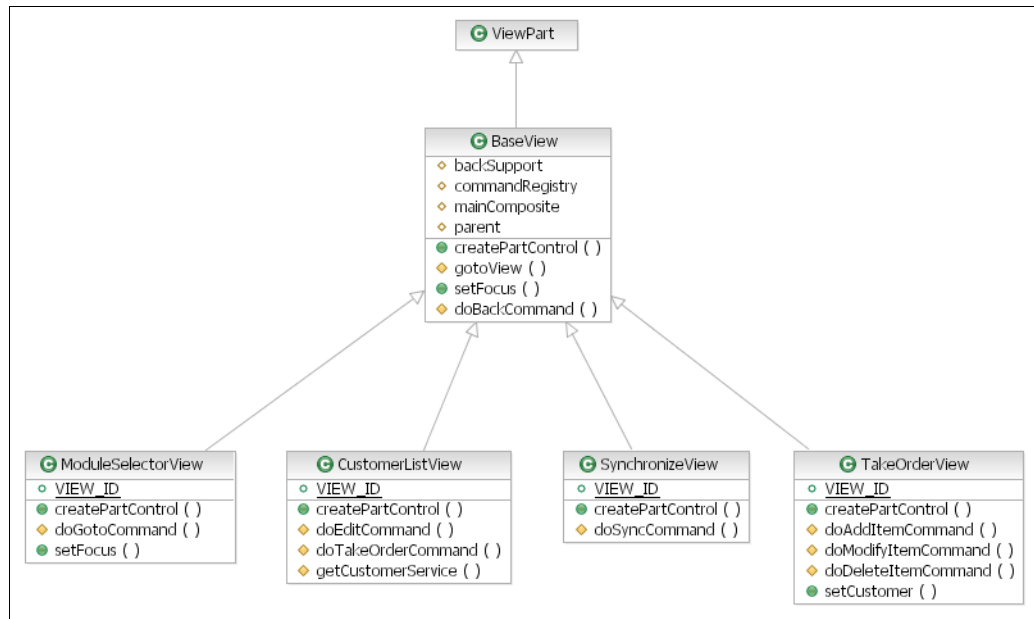 ViewPart
BaseView
backSupport
commandRegistry
mainComposite
parent
createPartControl ( )
gotoView ( )
setFocus ( )
doBackCommand ( )
ModuleSelectorView
VIEW_ID
createPartControl ( )
doGotoCommand ( )
setFocus ( )
CustomerListView
VIEW_ID
createPartControl ( )
doEditCommand ( )
doTakeOrderCommand ( )
getCustomerService ( )
SynchronizeView
VIEW_ID
createPartControl ( )
doSyncCommand ( )
TakeOrderView
VIEW_ID
createPartControl ( )
doAddItemCommand ( )
doModifyItemCommand ( )
doDeleteItemCommand ( )
setCustomer ( )